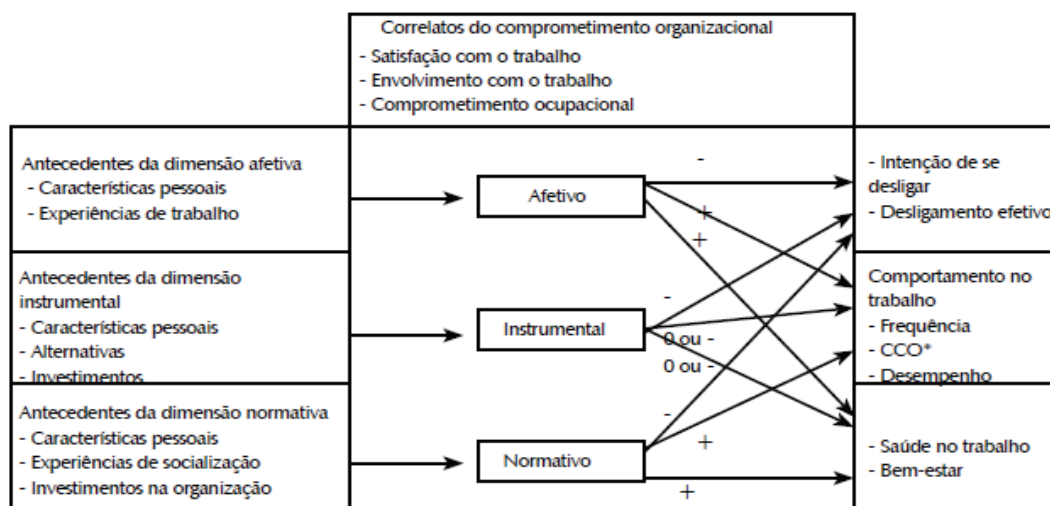 Correlatos do comprometimento organizacional
- Satisfação com o trabalho
- Envolvimento com o trabalho
- Comprometimento ocupacional
Antecedentes da dimensão afetiva
- Características pessoais
- Experiências de trabalho
Afetivo
-
+
+
- Intenção de se
desligar
- Desligamento efetivo
Antecedentes da dimensão
instrumental
- Características pessoais
- Alternativas
- Investimentos
Instrumental
-
0 ou -
0 ou -
Comportamento no
trabalho
- Frequência
- CCO*
- Desempenho
Antecedentes da dimensão normativa
- Características pessoais
- Experiências de socialização
- Investimentos na organização
Normativo
-
+
+
- Saúde no trabalho
- Bem-estar